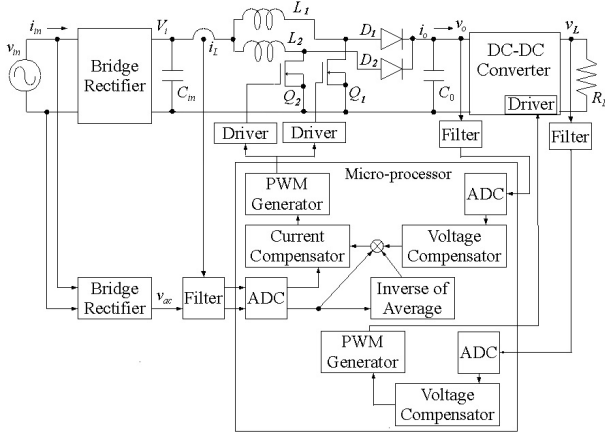 i_in
v_in
Bridge
Rectifier
V_i
i_L
C_in
L_1
L_2
D_1
D_2
Q_2
Q_1
i_o
v_o
C_0
DC-DC
Converter
Driver
v_L
R_L
Driver
Driver
Filter
Filter
Micro-processor
PWM
Generator
ADC
Current
Compensator
Voltage
Compensator
Bridge
Rectifier
v_ac
Filter
ADC
Inverse of
Average
PWM
Generator
ADC
Voltage
Compensator